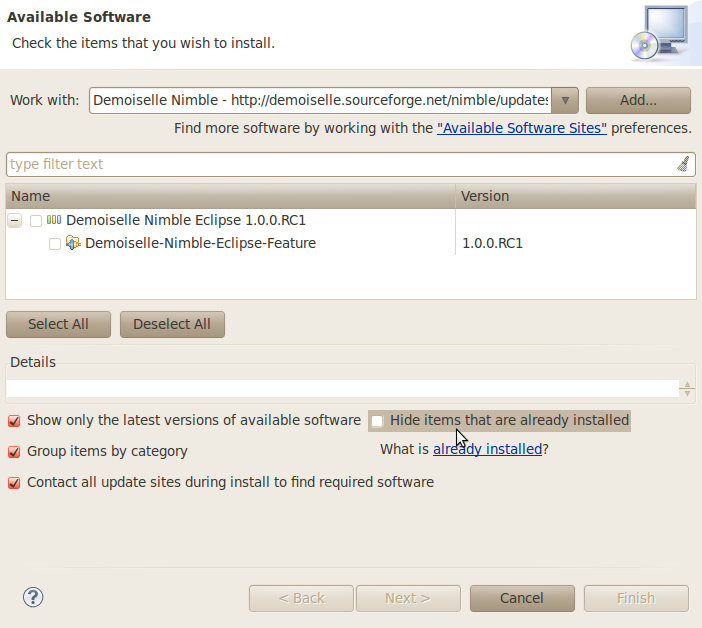 Available Software
Check the items that you wish to install.
Work with: Demoiselle Nimble - http://demoiselle.sourceforge.net/nimble/updates Add...
Find more software by working with the "Available Software Sites" preferences.
type filter text
Name Version
Demoiselle Nimble Eclipse 1.0.0.RC1
Demoiselle-Nimble-Eclipse-Feature 1.0.0.RC1
Select All Deselect All
Details
Show only the latest versions of available software Hide items that are already installed
Group items by category What is already installed?
Contact all update sites during install to find required software
? < Back Next > Cancel Finish